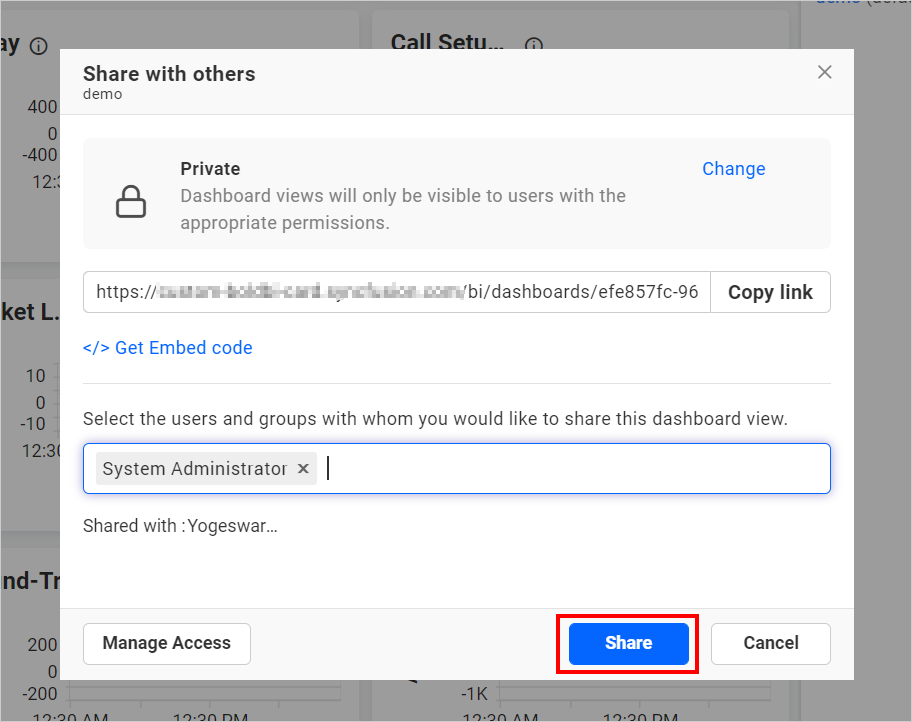 demo (defau
ay
Call Setu...
400
0
-400
12:3
Share with others
demo
Private
Change
Dashboard views will only be visible to users with the
appropriate permissions.
https://
/bi/dashboards/efe857fc-96
Copy link
</> Get Embed code
ket L.
10
0
-10
12:30
Select the users and groups with whom you would like to share this dashboard view.
System Administrator ×
Shared with :Yogeswar...
nd-Tr
200
0
-200
12:30 AM
12:30 PM
-1K
12:30 AM
12:30 PM
Manage Access
Share
Cancel